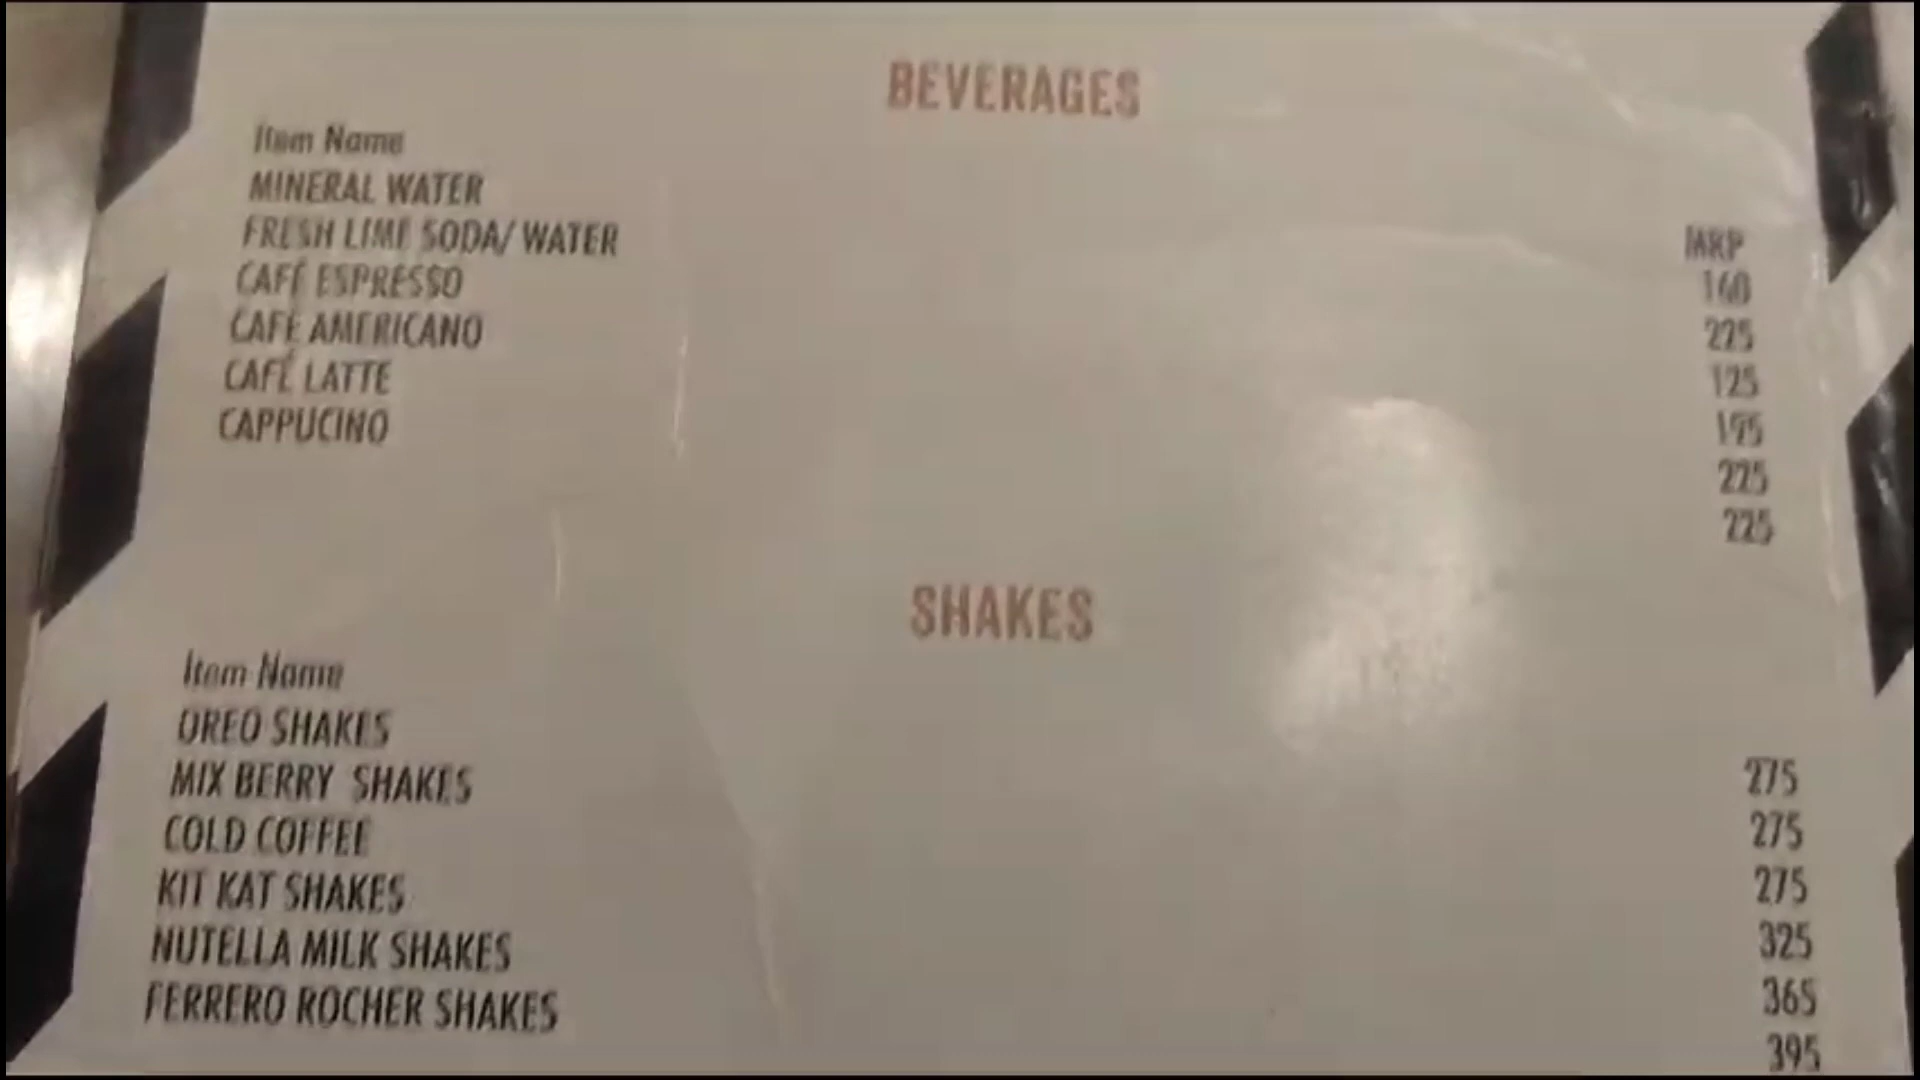 BEVERAGES
Item Name
MRP
MINERAL WATER 160
FRESH LIME SODA/ WATER 225
CAFÉ ESPRESSO 125
CAFÉ AMERICANO 195
CAFÉ LATTE 225
CAPPUCINO 225
SHAKES
Item Name
OREO SHAKES 275
MIX BERRY SHAKES 275
COLD COFFEE 275
KIT KAT SHAKES 325
NUTELLA MILK SHAKES 365
FERRERO ROCHER SHAKES 395